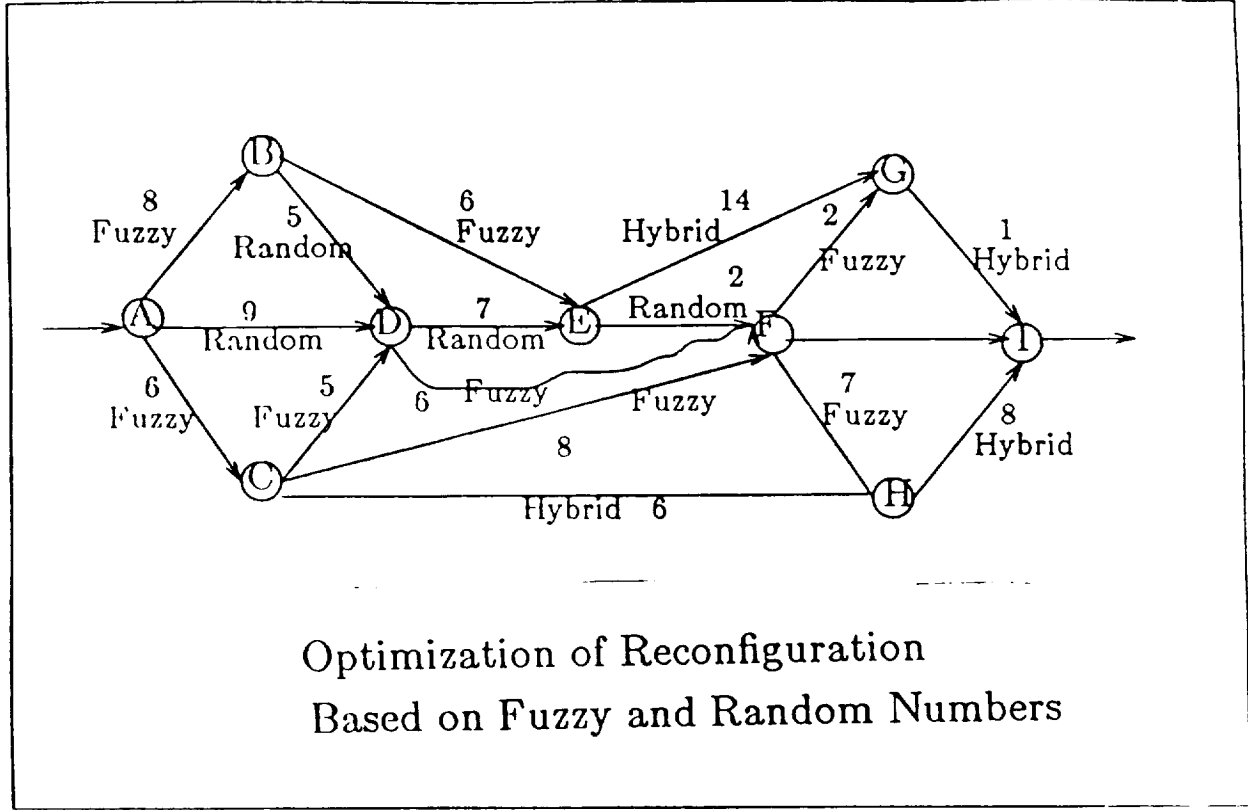 B
G
8
Fuzzy
5
Random
6
Fuzzy
14
Hybrid
2
Fuzzy
1
Hybrid
A
9
Random
D
7
Random
E
2
Random
F
I
6
Fuzzy
5
Fuzzy
6
Fuzzy
Fuzzy
8
7
Fuzzy
8
Hybrid
C
Hybrid 6
H
Optimization of Reconfiguration
Based on Fuzzy and Random Numbers